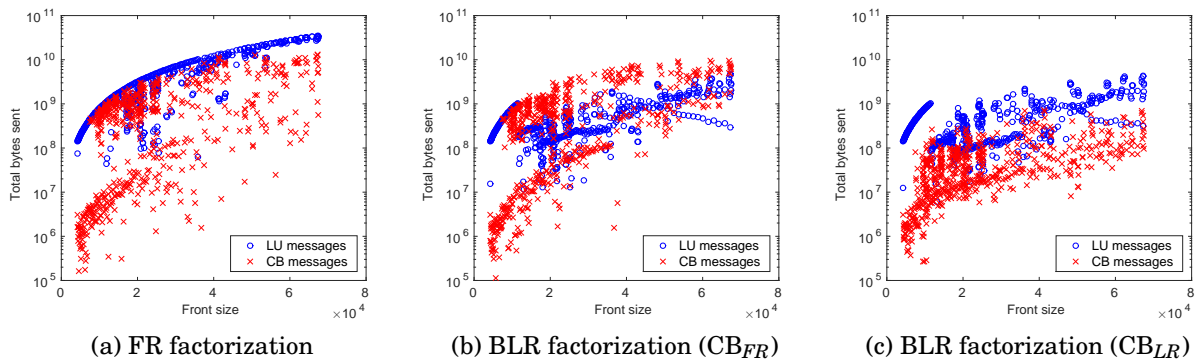 Total bytes sent
10^11
10^10
10^9
10^8
10^7
10^6
10^5
0 2 4 6 8
Front size
×10^4
LU messages
CB messages
(a) FR factorization
Total bytes sent
10^11
10^10
10^9
10^8
10^7
10^6
10^5
0 2 4 6 8
Front size
×10^4
LU messages
CB messages
(b) BLR factorization (CB_FR)
Total bytes sent
10^11
10^10
10^9
10^8
10^7
10^6
10^5
0 2 4 6 8
Front size
×10^4
LU messages
CB messages
(c) BLR factorization (CB_LR)